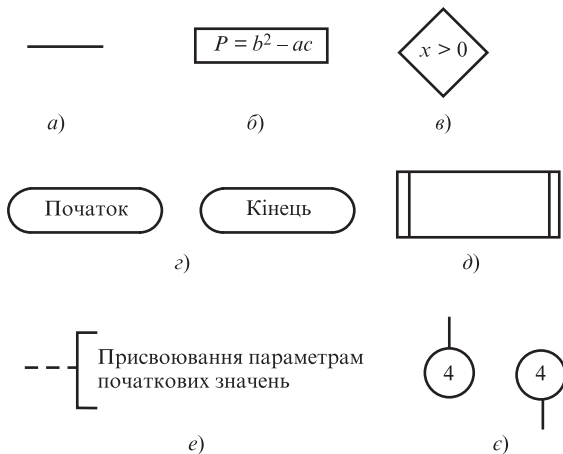 P = b² – ac
x > 0
а)
б)
в)
Початок
Кінець
г)
д)
Присвоювання параметрам
початкових значень
4
4
е)
є)